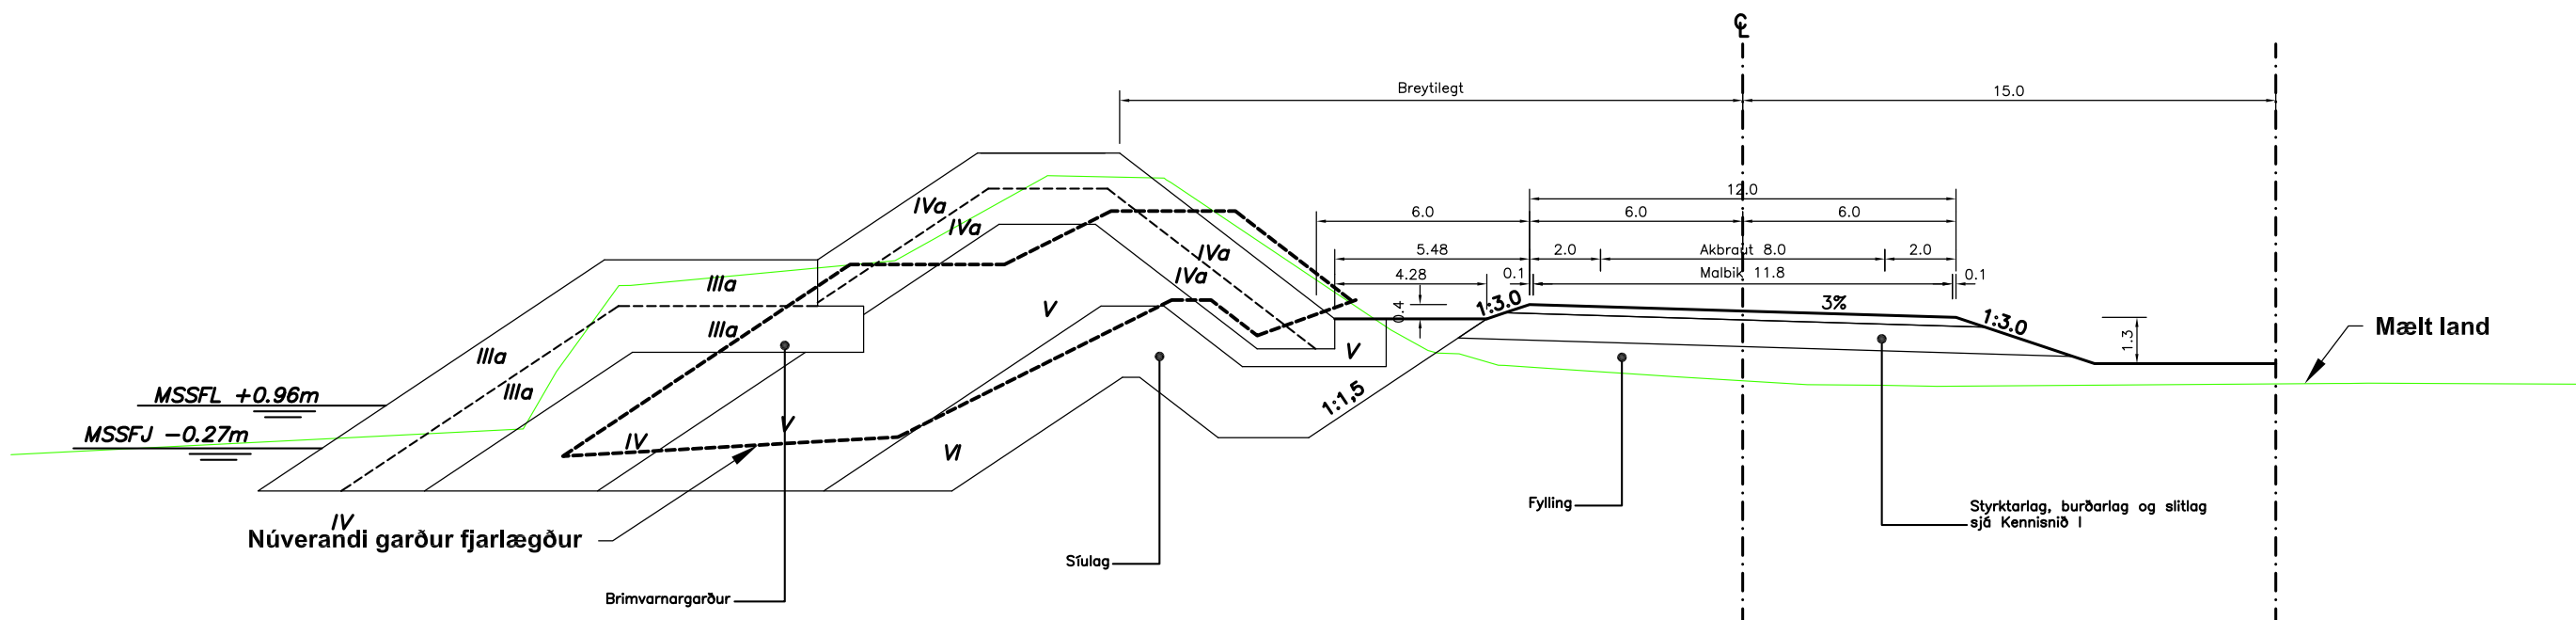 ℄
Breytilegt
15.0
12.0
6.0
6.0
6.0
5.48
2.0
Akbraut 8.0
2.0
4.28
0.1
Malbik 11.8
0.1
0.4
1:3.0
3%
1:3.0
1.3
Mælt land
IVa
IVa
IVa
IVa
IIIa
IIIa
IIIa
IIIa
V
V
MSSFL +0.96m
MSSFJ -0.27m
1:1,5
IV
V
VI
IV
Núverandi garður fjarlægður
Brimvarnargarður
Síulag
Fylling
Styrktarlag, burðarlag og slitlag
sjá Kennisnið I